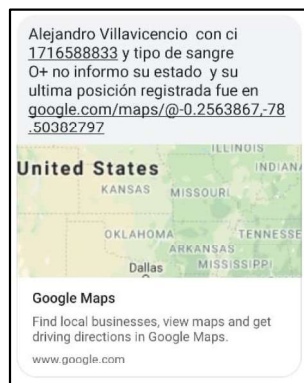 Alejandro Villavicencio con ci
1716588833 y tipo de sangre
O+ no informo su estado y su
ultima posición registrada fue en
google.com/maps/@-0.2563867,-78
.50382797
ILLINOIS
United States
INDIAN
KANSAS
MISSOURI
OKLAHOMA
TENNESSE
ARKANSAS
Dallas
MISSISSIPPI
Google Maps
Find local businesses, view maps and get
driving directions in Google Maps.
www.google.com